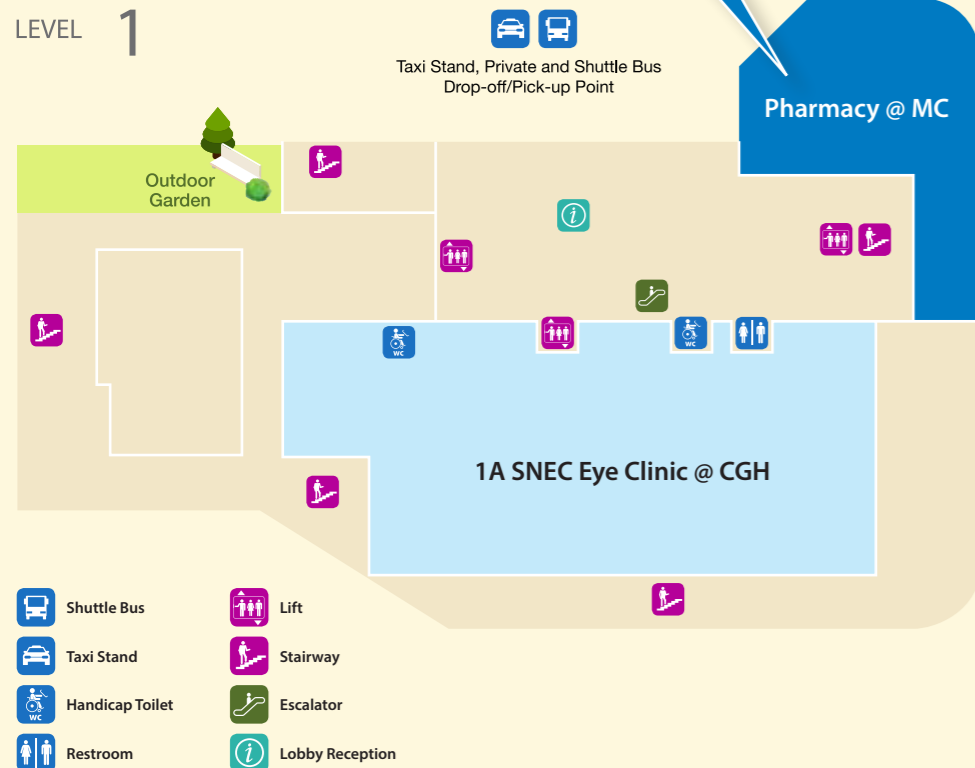 LEVEL 1
Taxi Stand, Private and Shuttle Bus
Drop-off/Pick-up Point
Pharmacy @ MC
Outdoor
Garden
WC
WC
1A SNEC Eye Clinic @ CGH
Shuttle Bus
Lift
Taxi Stand
Stairway
WC
Handicap Toilet
Escalator
Restroom
i
Lobby Reception